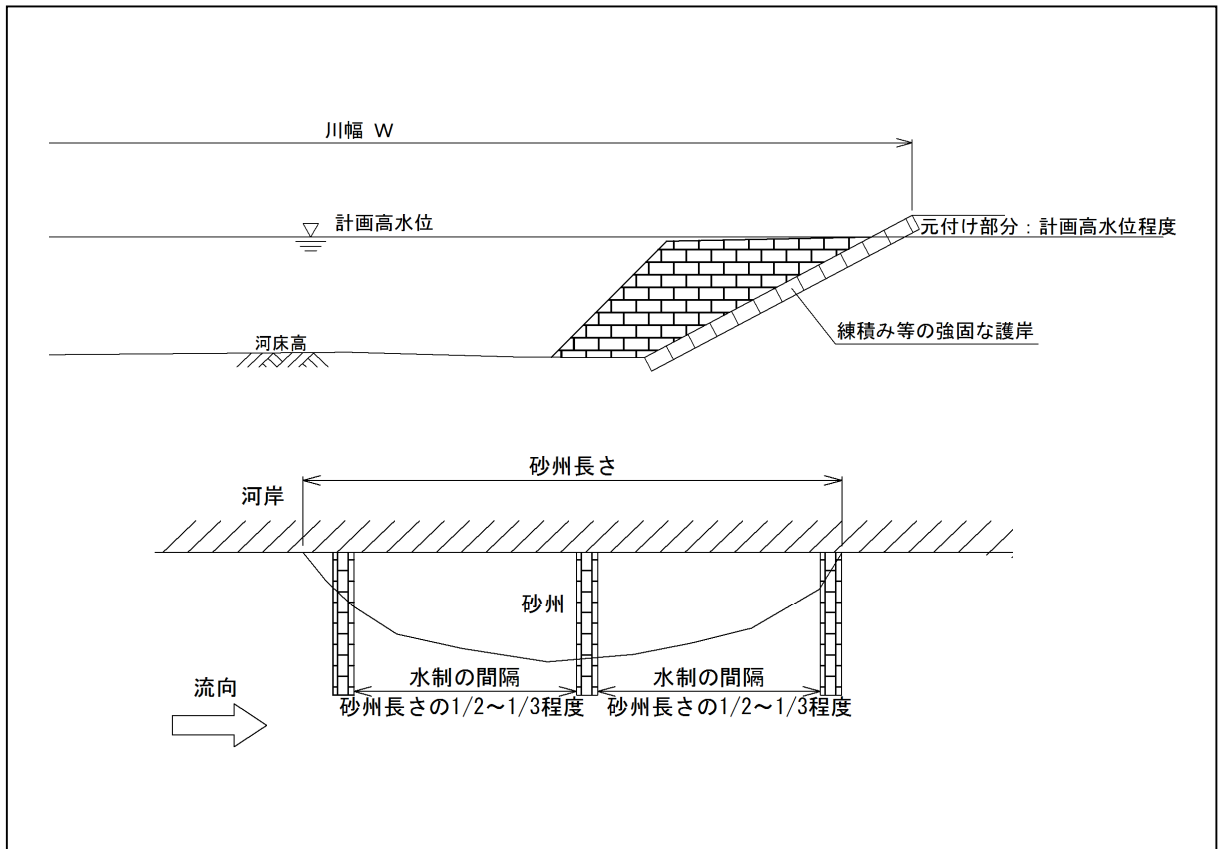 川幅 W
計画高水位
元付け部分：計画高水位程度
河床高
練積み等の強固な護岸
砂州長さ
河岸
砂州
水制の間隔
砂州長さの1/2～1/3程度
水制の間隔
砂州長さの1/2～1/3程度
流向